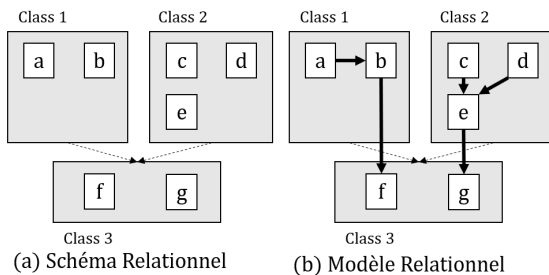 Class 1
Class 2
a
b
c
d
e
f
g
Class 3
(a) Schéma Relationnel
Class 1
Class 2
a
b
c
d
e
f
g
Class 3
(b) Modèle Relationnel